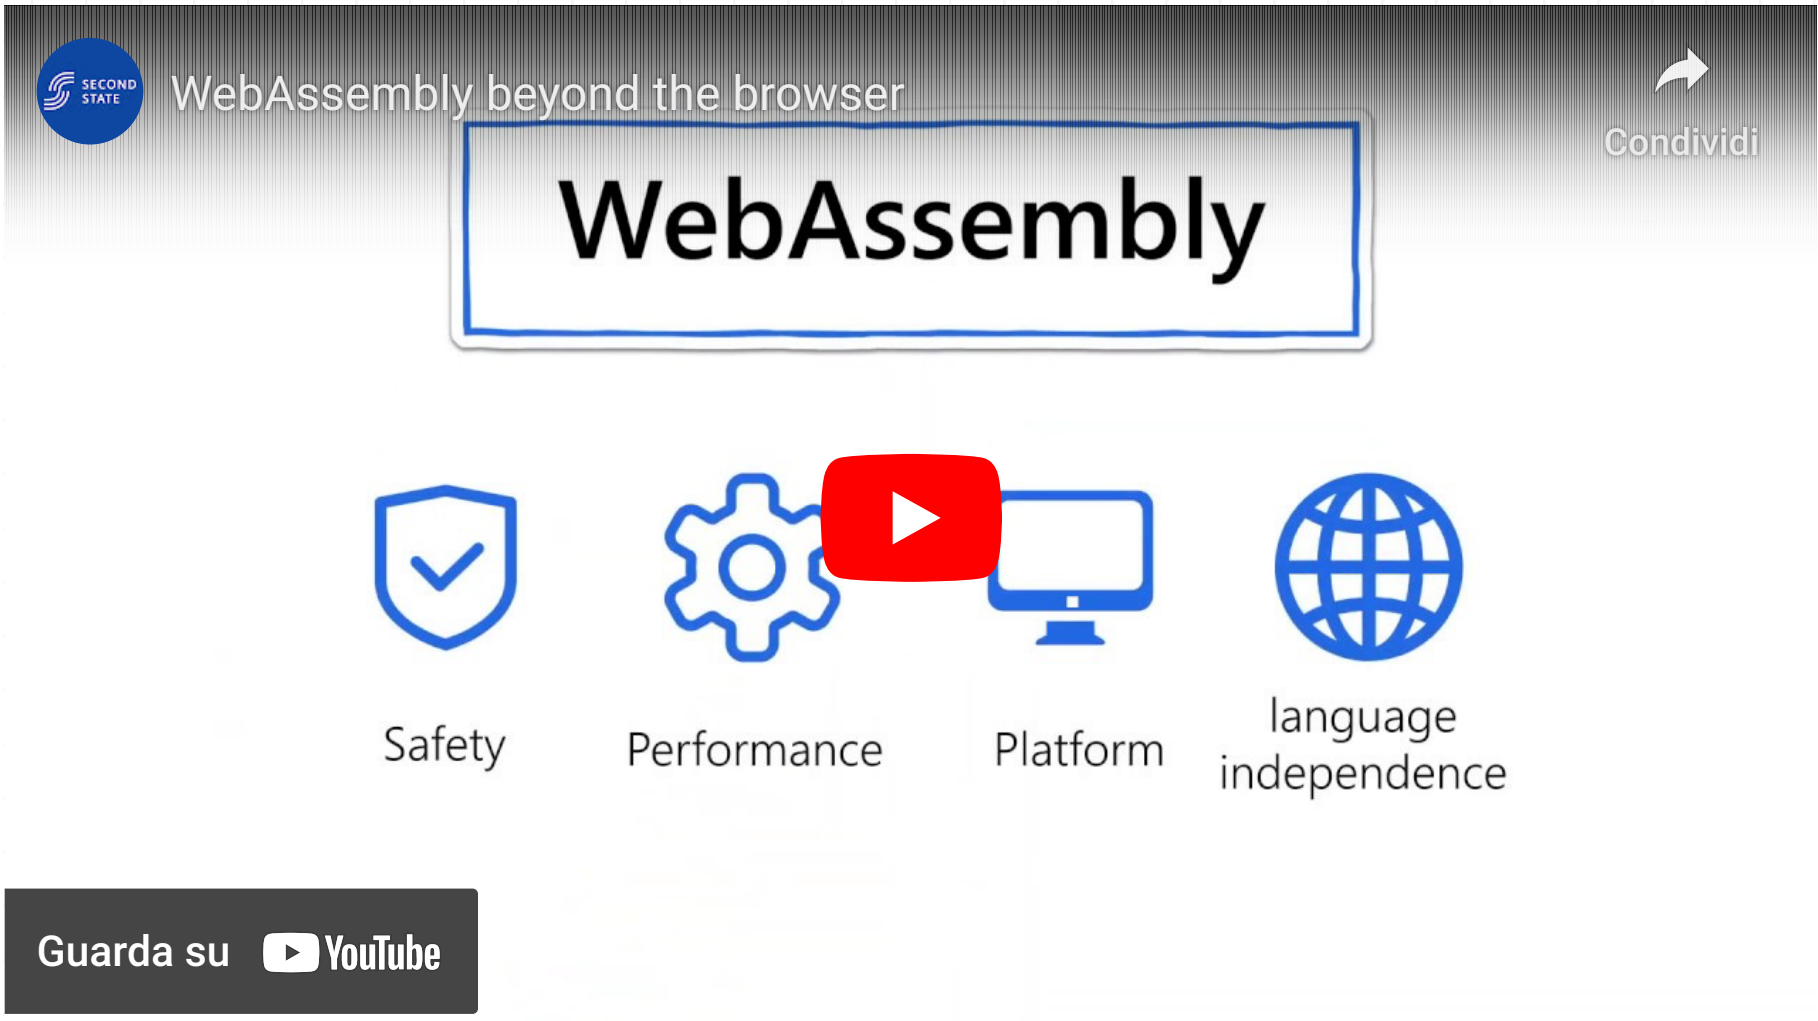 SECOND
STATE
WebAssembly beyond the browser
Condividi
WebAssembly
Safety
Performance
Platform
language
independence
Guarda su YouTube